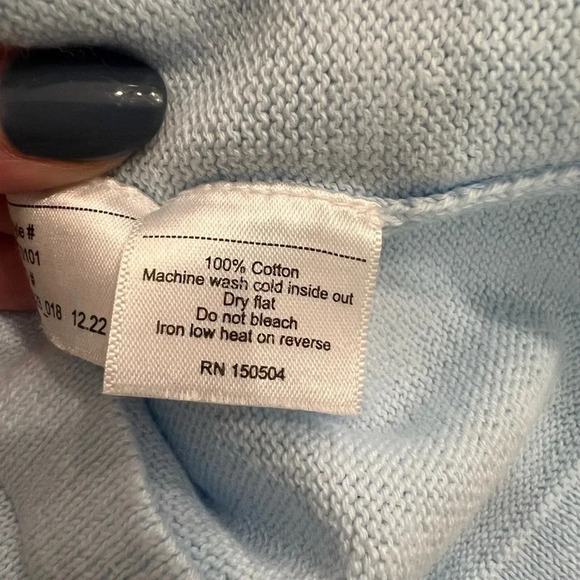 #
101
#
_018 12.22
100% Cotton
Machine wash cold inside out
Dry flat
Do not bleach
Iron low heat on reverse
RN 150504